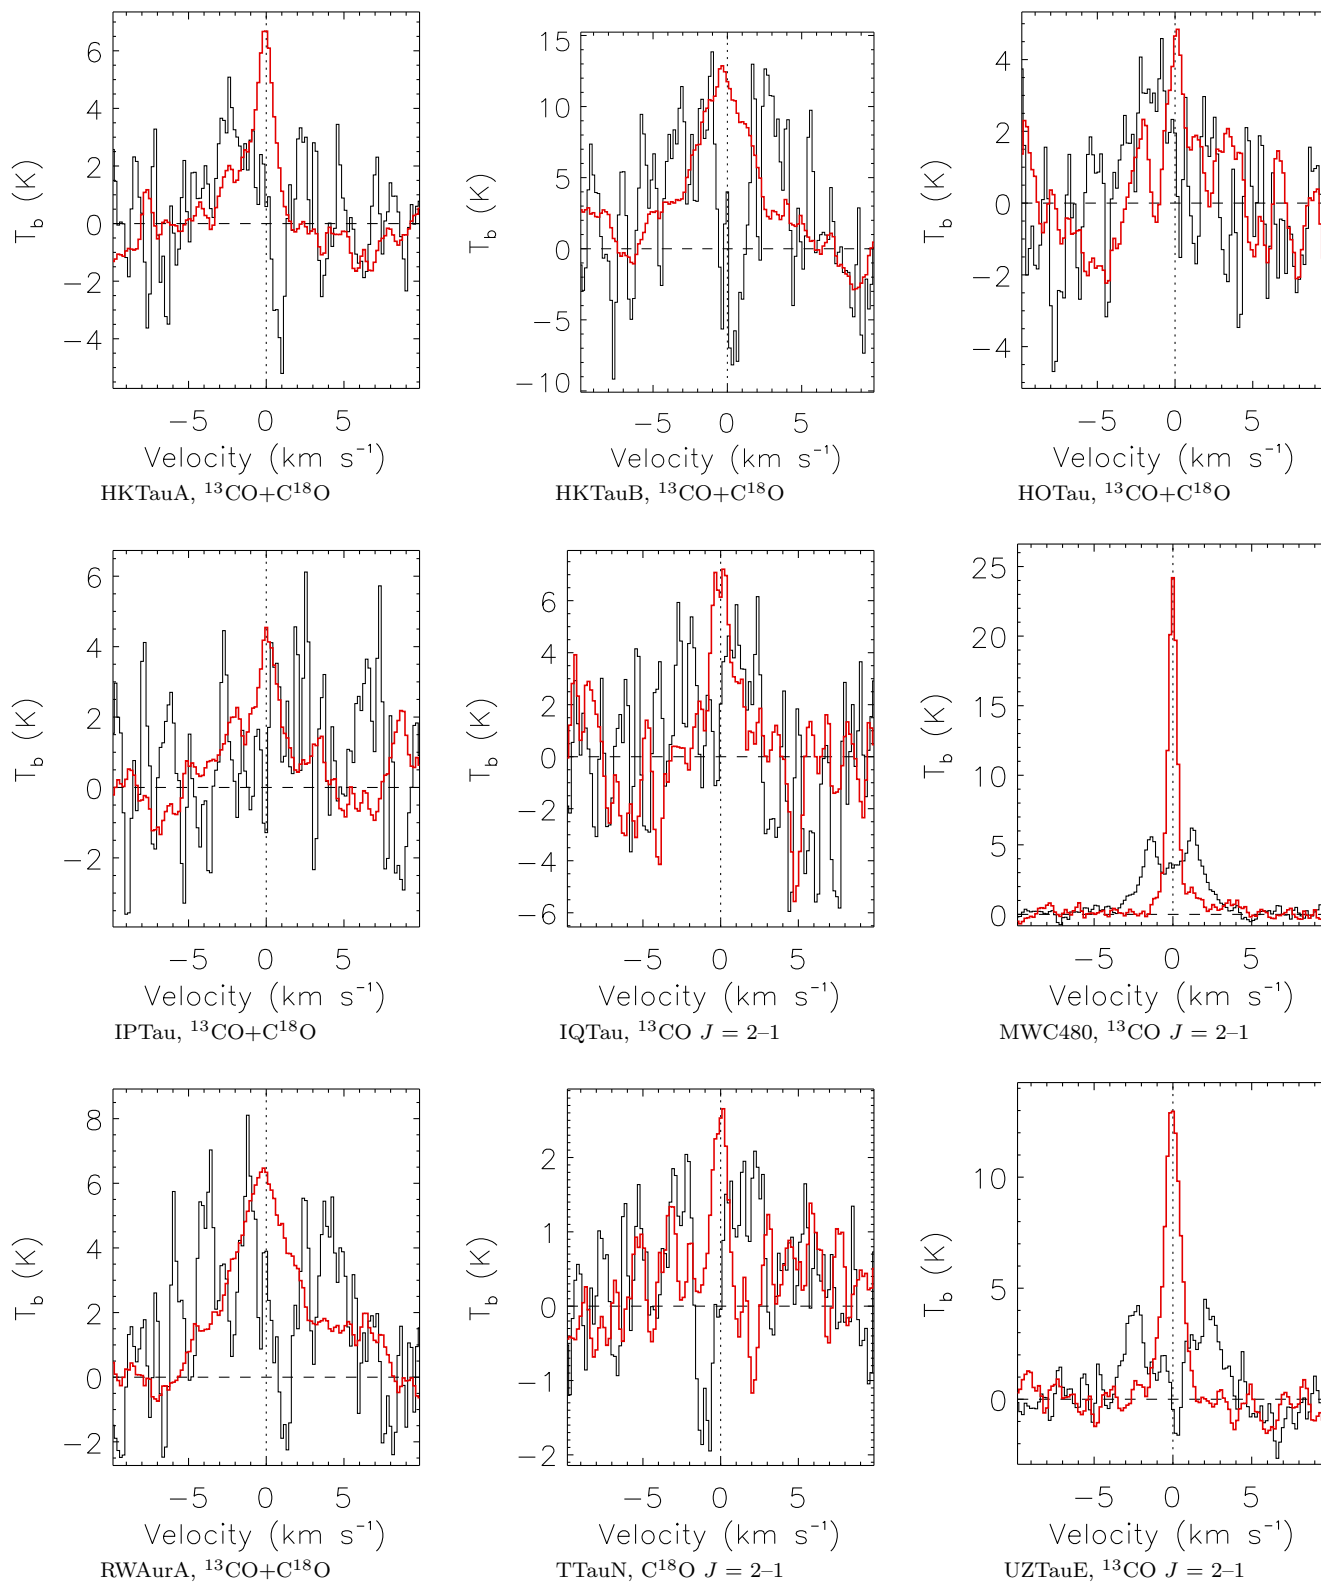 6
4
2
0
−2
−4
T_b (K)
−5 0 5
Velocity (km s⁻¹)
HKTauA, ¹³CO+C¹⁸O
15
10
5
0
−5
−10
T_b (K)
−5 0 5
Velocity (km s⁻¹)
HKTauB, ¹³CO+C¹⁸O
4
2
0
−2
−4
T_b (K)
−5 0 5
Velocity (km s⁻¹)
HOTau, ¹³CO+C¹⁸O
6
4
2
0
−2
T_b (K)
−5 0 5
Velocity (km s⁻¹)
IPTau, ¹³CO+C¹⁸O
6
4
2
0
−2
−4
−6
T_b (K)
−5 0 5
Velocity (km s⁻¹)
IQTau, ¹³CO J = 2–1
25
20
15
10
5
0
T_b (K)
−5 0 5
Velocity (km s⁻¹)
MWC480, ¹³CO J = 2–1
8
6
4
2
0
−2
T_b (K)
−5 0 5
Velocity (km s⁻¹)
RWAurA, ¹³CO+C¹⁸O
2
1
0
−1
−2
T_b (K)
−5 0 5
Velocity (km s⁻¹)
TTauN, C¹⁸O J = 2–1
10
5
0
T_b (K)
−5 0 5
Velocity (km s⁻¹)
UZTauE, ¹³CO J = 2–1